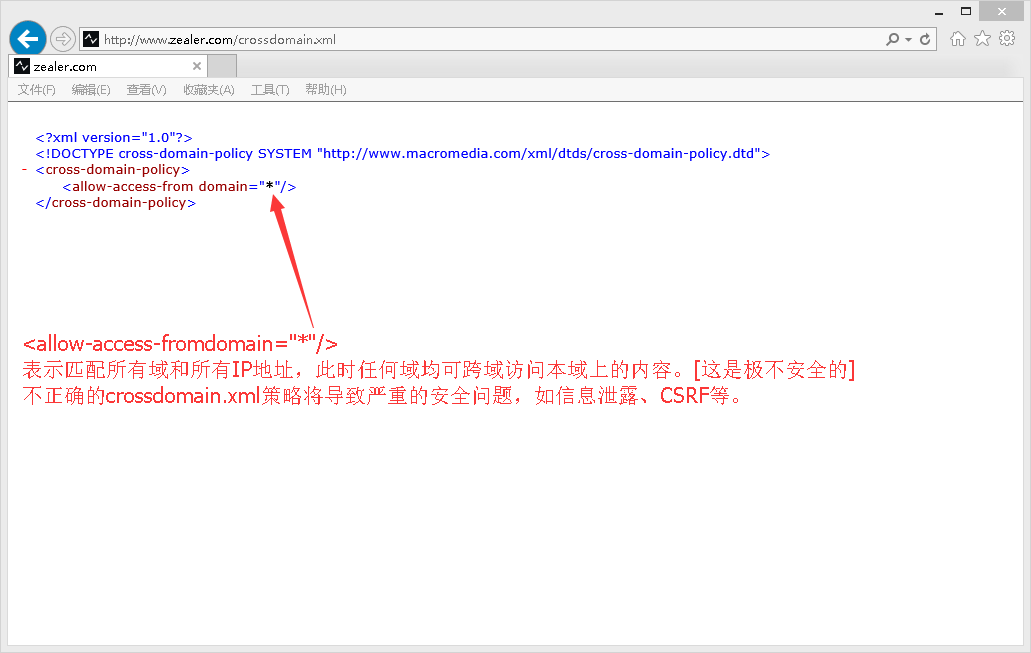 http://www.zealer.com/crossdomain.xml
zealer.com
文件(F) 编辑(E) 查看(V) 收藏夹(A) 工具(T) 帮助(H)
<?xml version="1.0"?>
<!DOCTYPE cross-domain-policy SYSTEM "http://www.macromedia.com/xml/dtds/cross-domain-policy.dtd">
- <cross-domain-policy>
<allow-access-from domain="*"/>
</cross-domain-policy>
<allow-access-fromdomain="*"/>
表示匹配所有域和所有IP地址，此时任何域均可跨域访问本域上的内容。[这是极不安全的]
不正确的crossdomain.xml策略将导致严重的安全问题，如信息泄露、CSRF等。